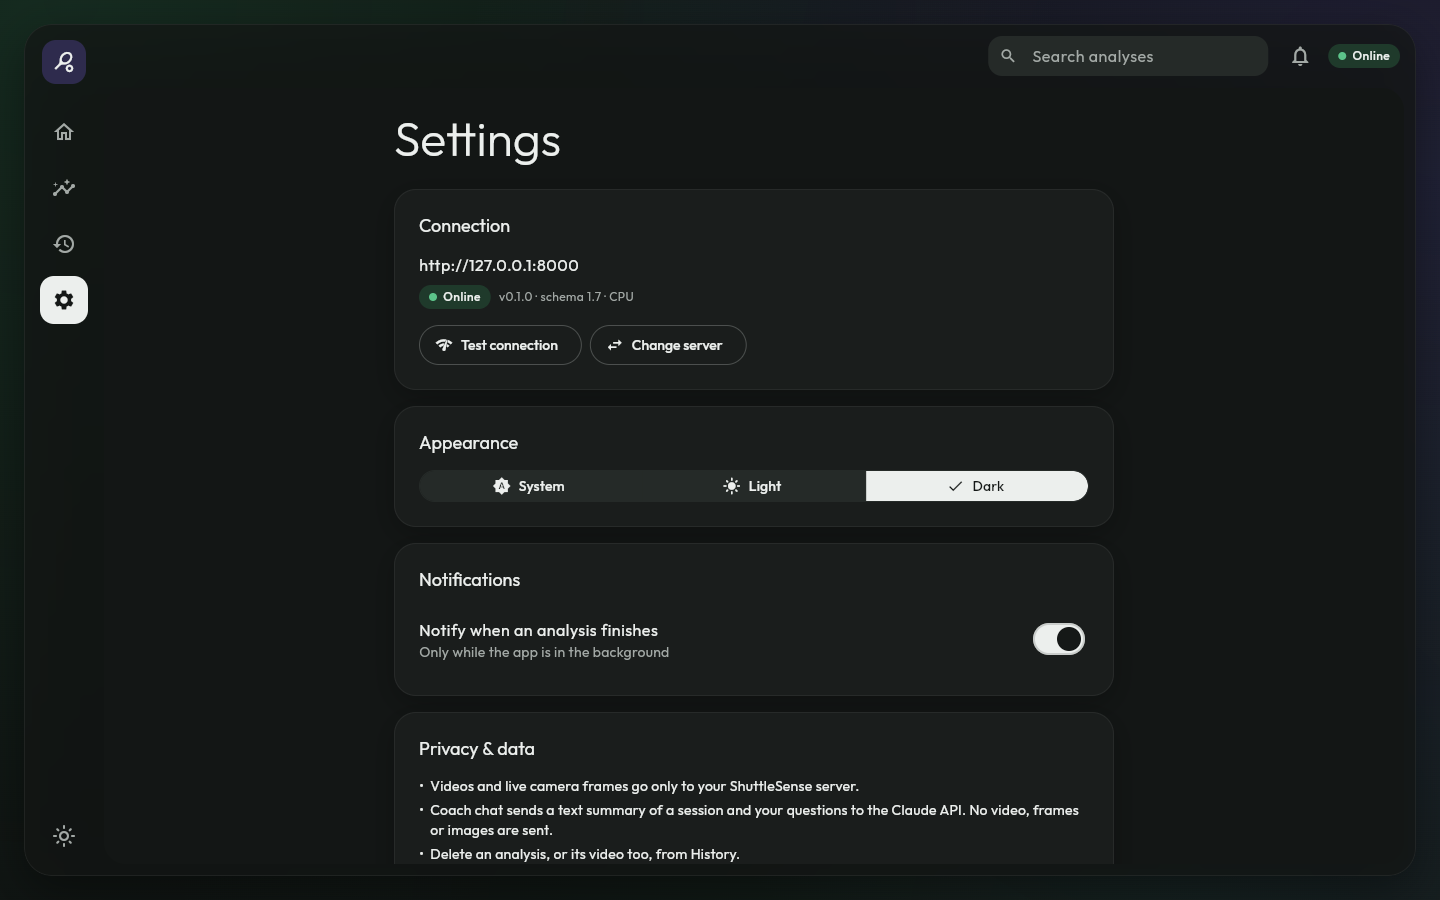 Search analyses
Online
Settings
Connection
http://127.0.0.1:8000
Online v0.1.0 · schema 1.7 · CPU
Test connection
Change server
Appearance
System
Light
Dark
Notifications
Notify when an analysis finishes
Only while the app is in the background
Privacy & data
• Videos and live camera frames go only to your ShuttleSense server.
• Coach chat sends a text summary of a session and your questions to the Claude API. No video, frames
or images are sent.
• Delete an analysis, or its video too, from History.